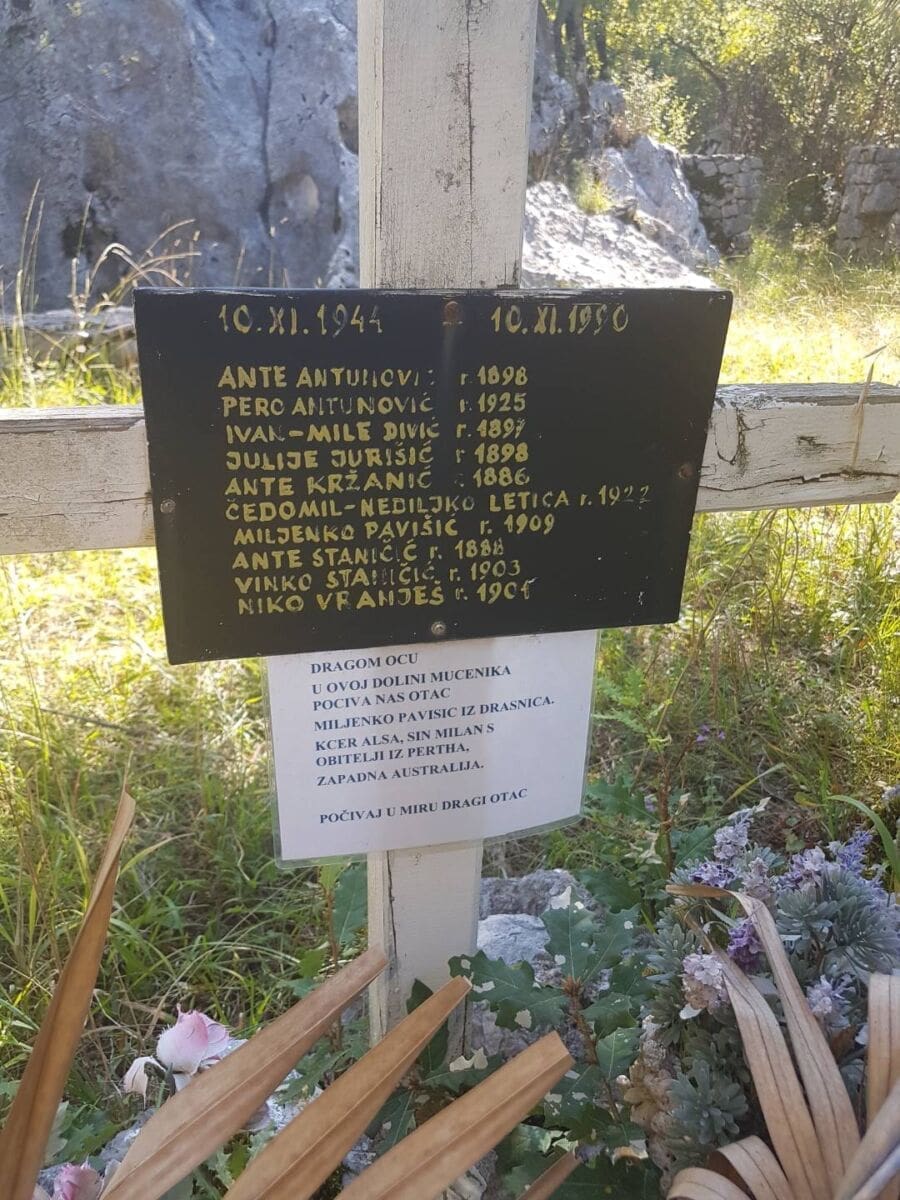 10.XI.1944 10.XI.1990
ANTE ANTUNOVIĆ r. 1898
PERO ANTUNOVIĆ r. 1925
IVAN-MILE DIVIĆ r. 1897
JULIJE JURIŠIĆ r. 1898
ANTE KRŽANIĆ r. 1886
ČEDOMIL-NEDILJKO LETICA r. 1922
MILJENKO PAVIŠIĆ r. 1909
ANTE STANIČIĆ r. 1888
VINKO STANIČIĆ r. 1903
NIKO VRANJEŠ r.
DRAGOM OCU
U OVOJ DOLINI MUCENIKA
POCIVA NAS OTAC
MILJENKO PAVISIC IZ DRASNICA.
KCER ALSA, SIN MILAN S
OBITELJI IZ PERTHA,
ZAPADNA AUSTRALIJA.
POČIVAJ U MIRU DRAGI OTAC